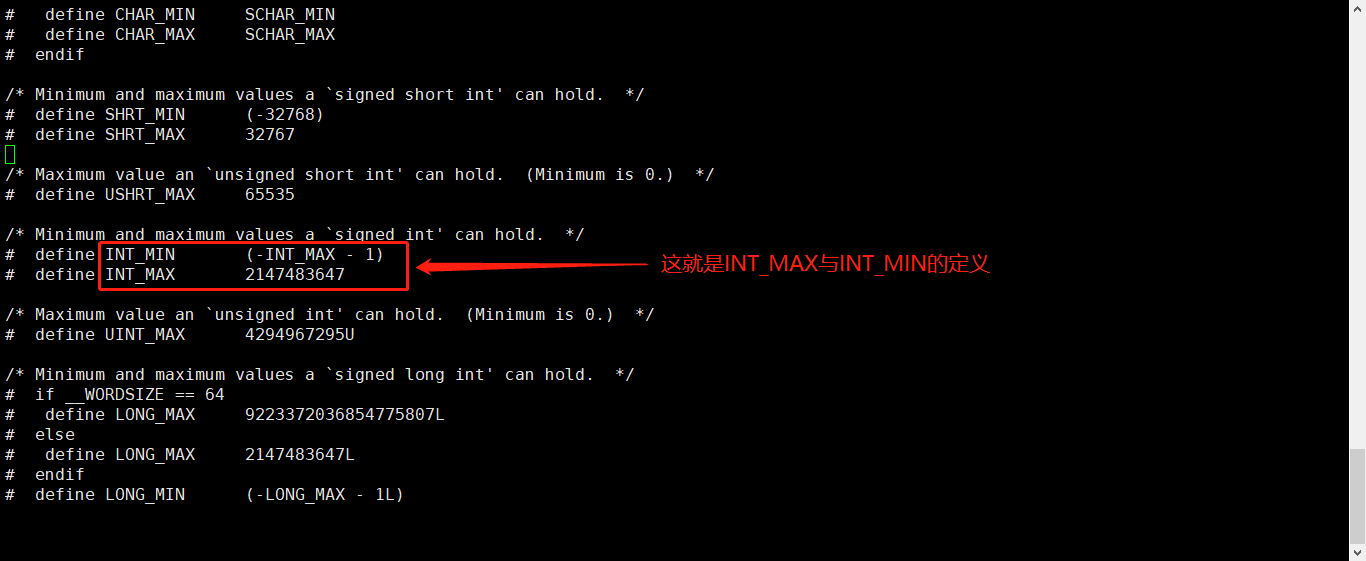 #   define CHAR_MIN     SCHAR_MIN
#   define CHAR_MAX     SCHAR_MAX
#  endif
/* Minimum and maximum values a `signed short int' can hold.  */
#  define SHRT_MIN      (-32768)
#  define SHRT_MAX      32767
/* Maximum value an `unsigned short int' can hold.  (Minimum is 0.)  */
#  define USHRT_MAX     65535
/* Minimum and maximum values a `signed int' can hold.  */
#  define INT_MIN       (-INT_MAX - 1)
#  define INT_MAX       2147483647
这就是INT_MAX与INT_MIN的定义
/* Maximum value an `unsigned int' can hold.  (Minimum is 0.)  */
#  define UINT_MAX      4294967295U
/* Minimum and maximum values a `signed long int' can hold.  */
#  if __WORDSIZE == 64
#   define LONG_MAX     9223372036854775807L
#  else
#   define LONG_MAX     2147483647L
#  endif
#  define LONG_MIN      (-LONG_MAX - 1L)